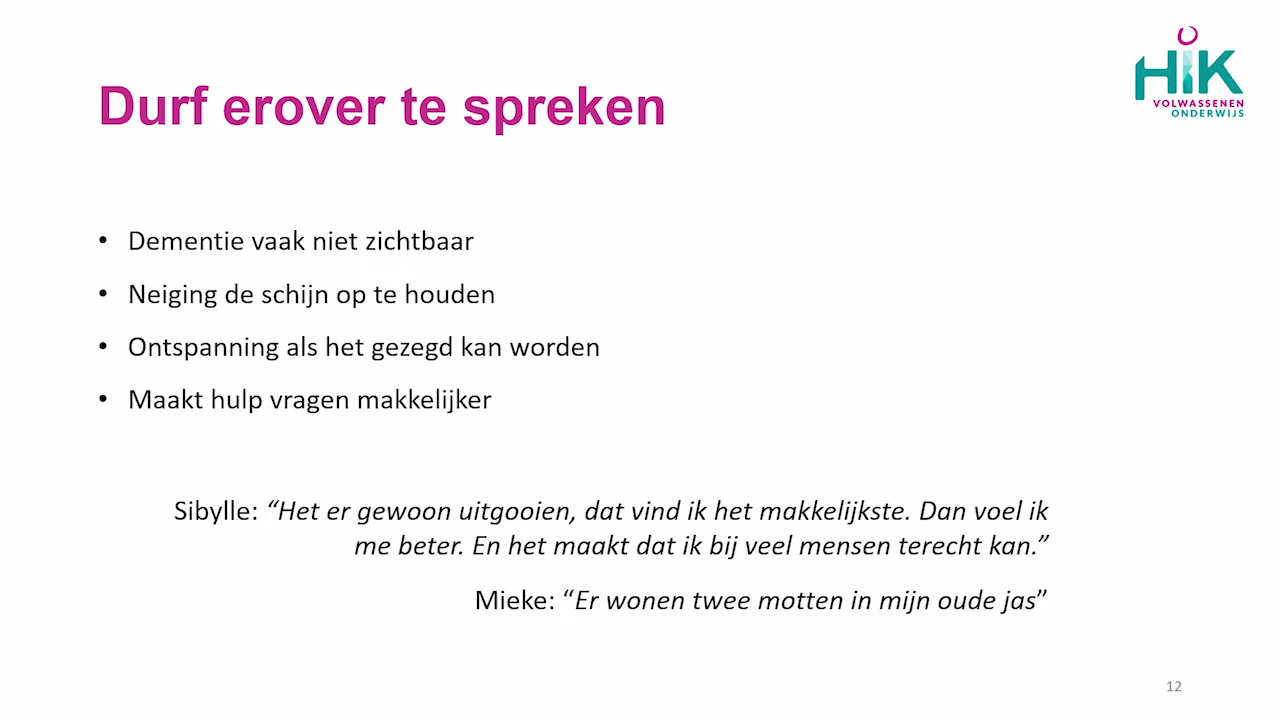 HIK
VOLWASSENEN
ONDERWIJS
Durf erover te spreken
• Dementie vaak niet zichtbaar
• Neiging de schijn op te houden
• Ontspanning als het gezegd kan worden
• Maakt hulp vragen makkelijker
Sibylle: “Het er gewoon uitgooien, dat vind ik het makkelijkste. Dan voel ik
me beter. En het maakt dat ik bij veel mensen terecht kan.”
Mieke: “Er wonen twee motten in mijn oude jas”
12